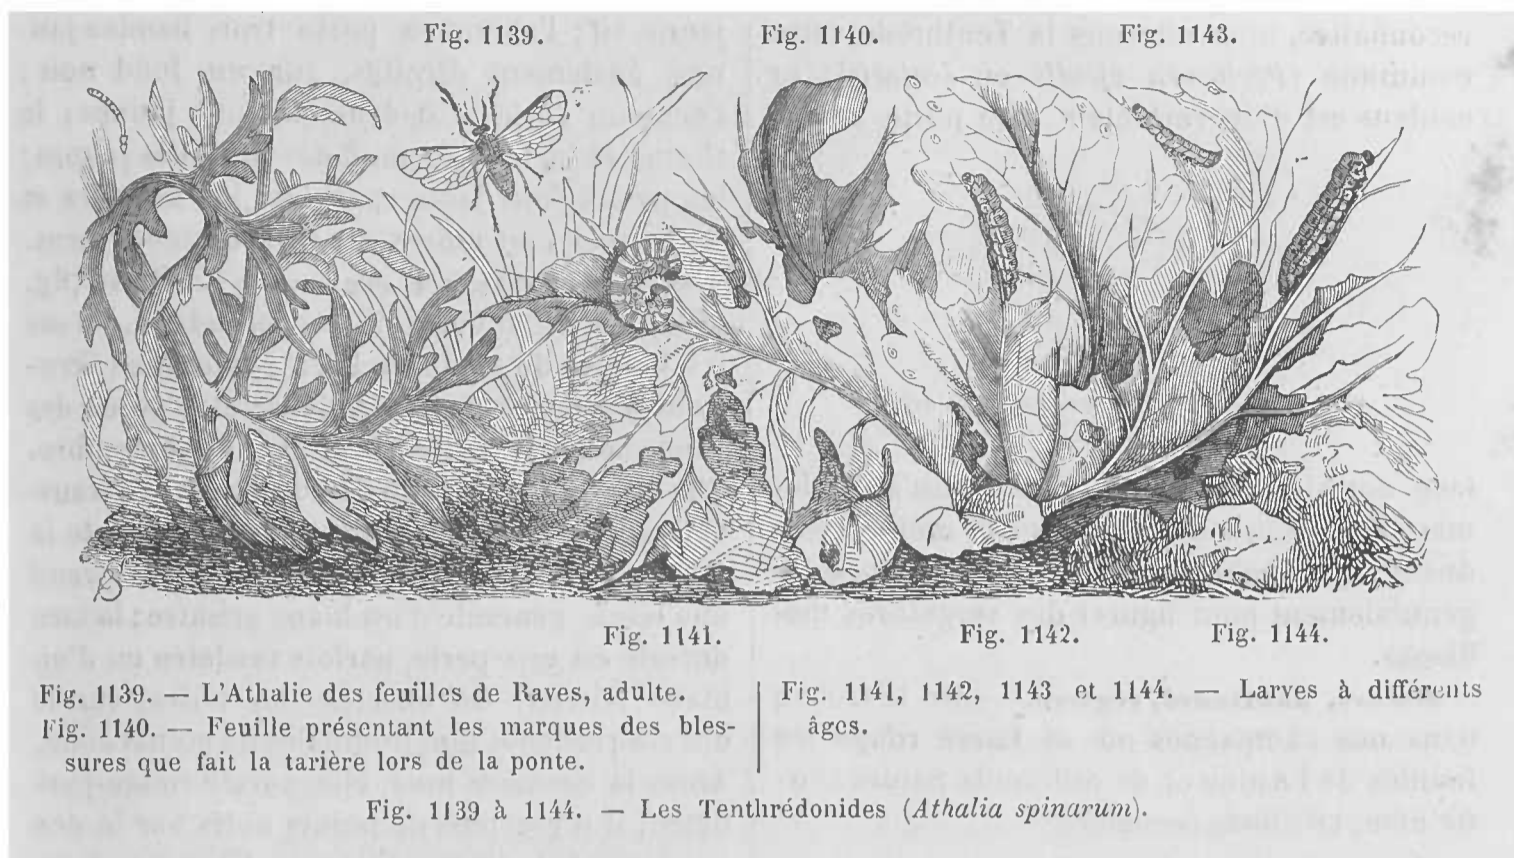 Fig. 1139. Fig. 1140. Fig. 1143.
Fig. 1141. Fig. 1142. Fig. 1144.
Fig. 1139. — L'Athalie des feuilles de Raves, adulte.
Fig. 1140. — Feuille présentant les marques des bles-
sures que fait la tarière lors de la ponte.
Fig. 1141, 1142, 1143 et 1144. — Larves à différents
âges.
Fig. 1139 à 1144. — Les Tenthrédonides (Athalia spinarum).